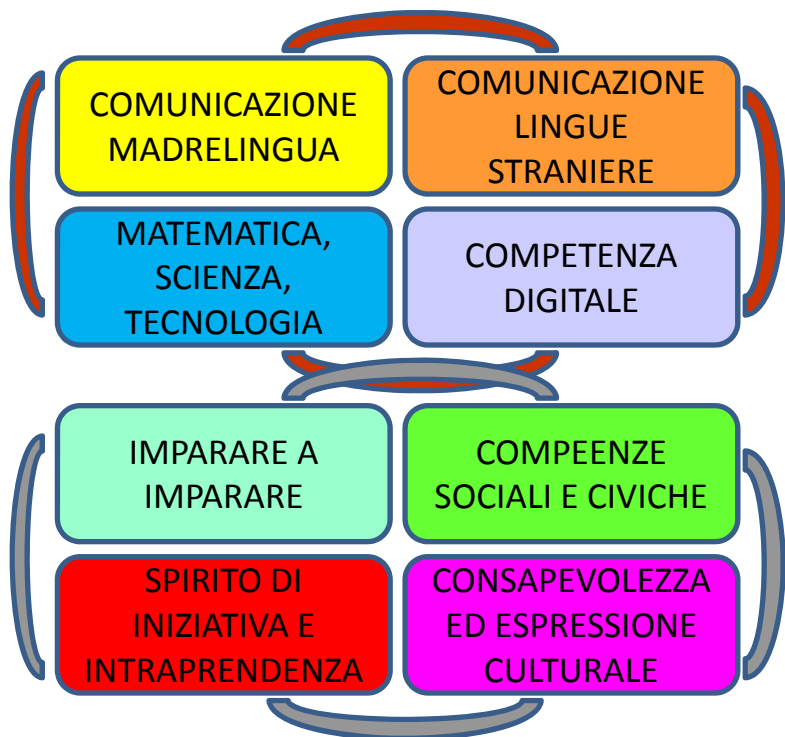 COMUNICAZIONE
MADRELINGUA
COMUNICAZIONE
LINGUE
STRANIERE
MATEMATICA,
SCIENZA,
TECNOLOGIA
COMPETENZA
DIGITALE
IMPARARE A
IMPARARE
COMPEENZE
SOCIALI E CIVICHE
SPIRITO DI
INIZIATIVA E
INTRAPRENDENZA
CONSAPEVOLEZZA
ED ESPRESSIONE
CULTURALE